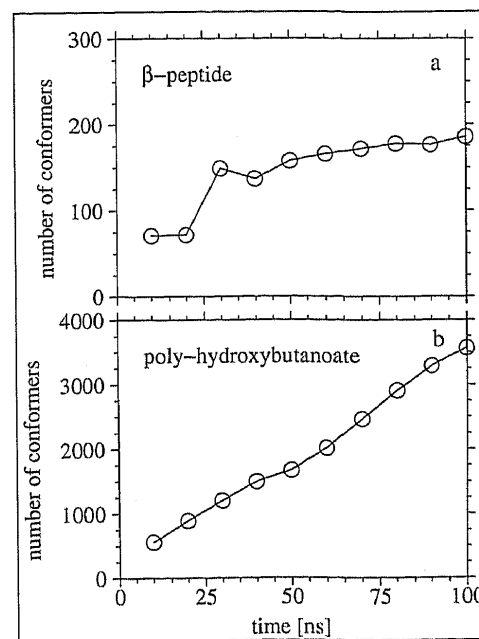 300
200
100
0
number of conformers
β–peptide
a
4000
3000
2000
1000
0
number of conformers
poly–hydroxybutanoate
b
0 25 50 75 100
time [ns]